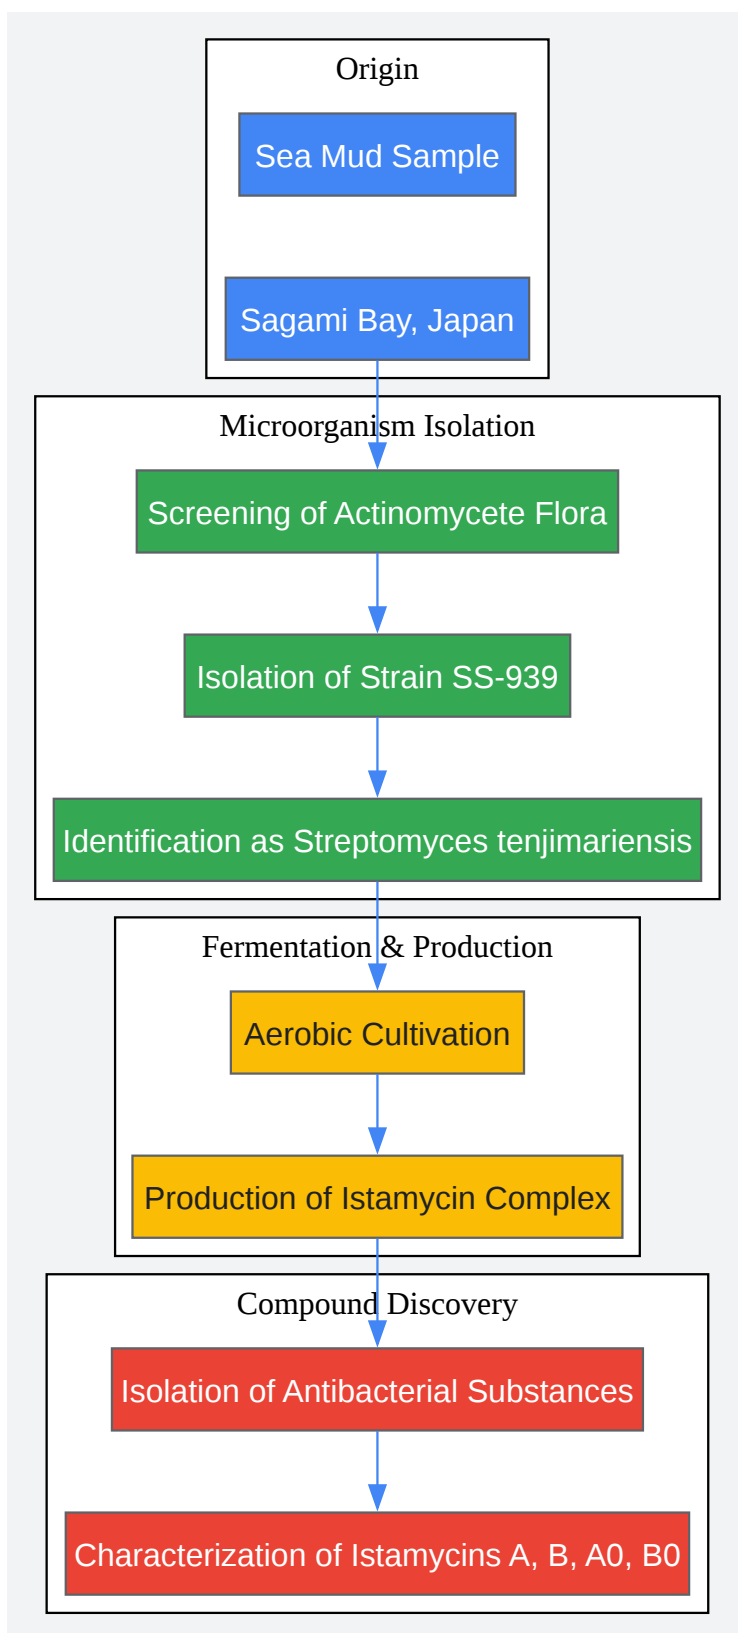 Origin
Sea Mud Sample
Sagami Bay, Japan
Microorganism Isolation
Screening of Actinomycete Flora
Isolation of Strain SS-939
Identification as Streptomyces tenjimariensis
Fermentation & Production
Aerobic Cultivation
Production of Istamycin Complex
Compound Discovery
Isolation of Antibacterial Substances
Characterization of Istamycins A, B, A0, B0